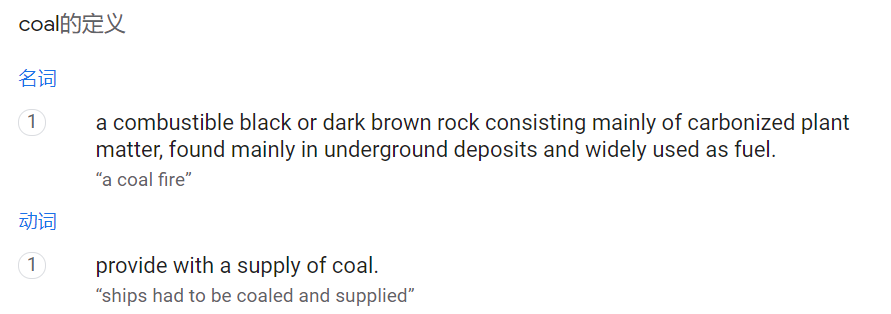 coal的定义
名词
1
a combustible black or dark brown rock consisting mainly of carbonized plant
matter, found mainly in underground deposits and widely used as fuel.
“a coal fire”
动词
1
provide with a supply of coal.
“ships had to be coaled and supplied”